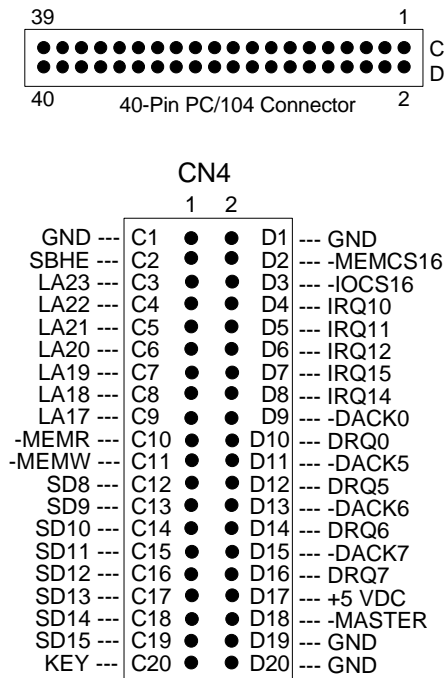 39 1
C
D
40 40-Pin PC/104 Connector 2
CN4
1 2
GND --- C1 D1 --- GND
SBHE --- C2 D2 --- -MEMCS16
LA23 --- C3 D3 --- -IOCS16
LA22 --- C4 D4 --- IRQ10
LA21 --- C5 D5 --- IRQ11
LA20 --- C6 D6 --- IRQ12
LA19 --- C7 D7 --- IRQ15
LA18 --- C8 D8 --- IRQ14
LA17 --- C9 D9 --- -DACK0
-MEMR --- C10 D10 --- DRQ0
-MEMW --- C11 D11 --- -DACK5
SD8 --- C12 D12 --- DRQ5
SD9 --- C13 D13 --- -DACK6
SD10 --- C14 D14 --- DRQ6
SD11 --- C15 D15 --- -DACK7
SD12 --- C16 D16 --- DRQ7
SD13 --- C17 D17 --- +5 VDC
SD14 --- C18 D18 --- -MASTER
SD15 --- C19 D19 --- GND
KEY --- C20 D20 --- GND